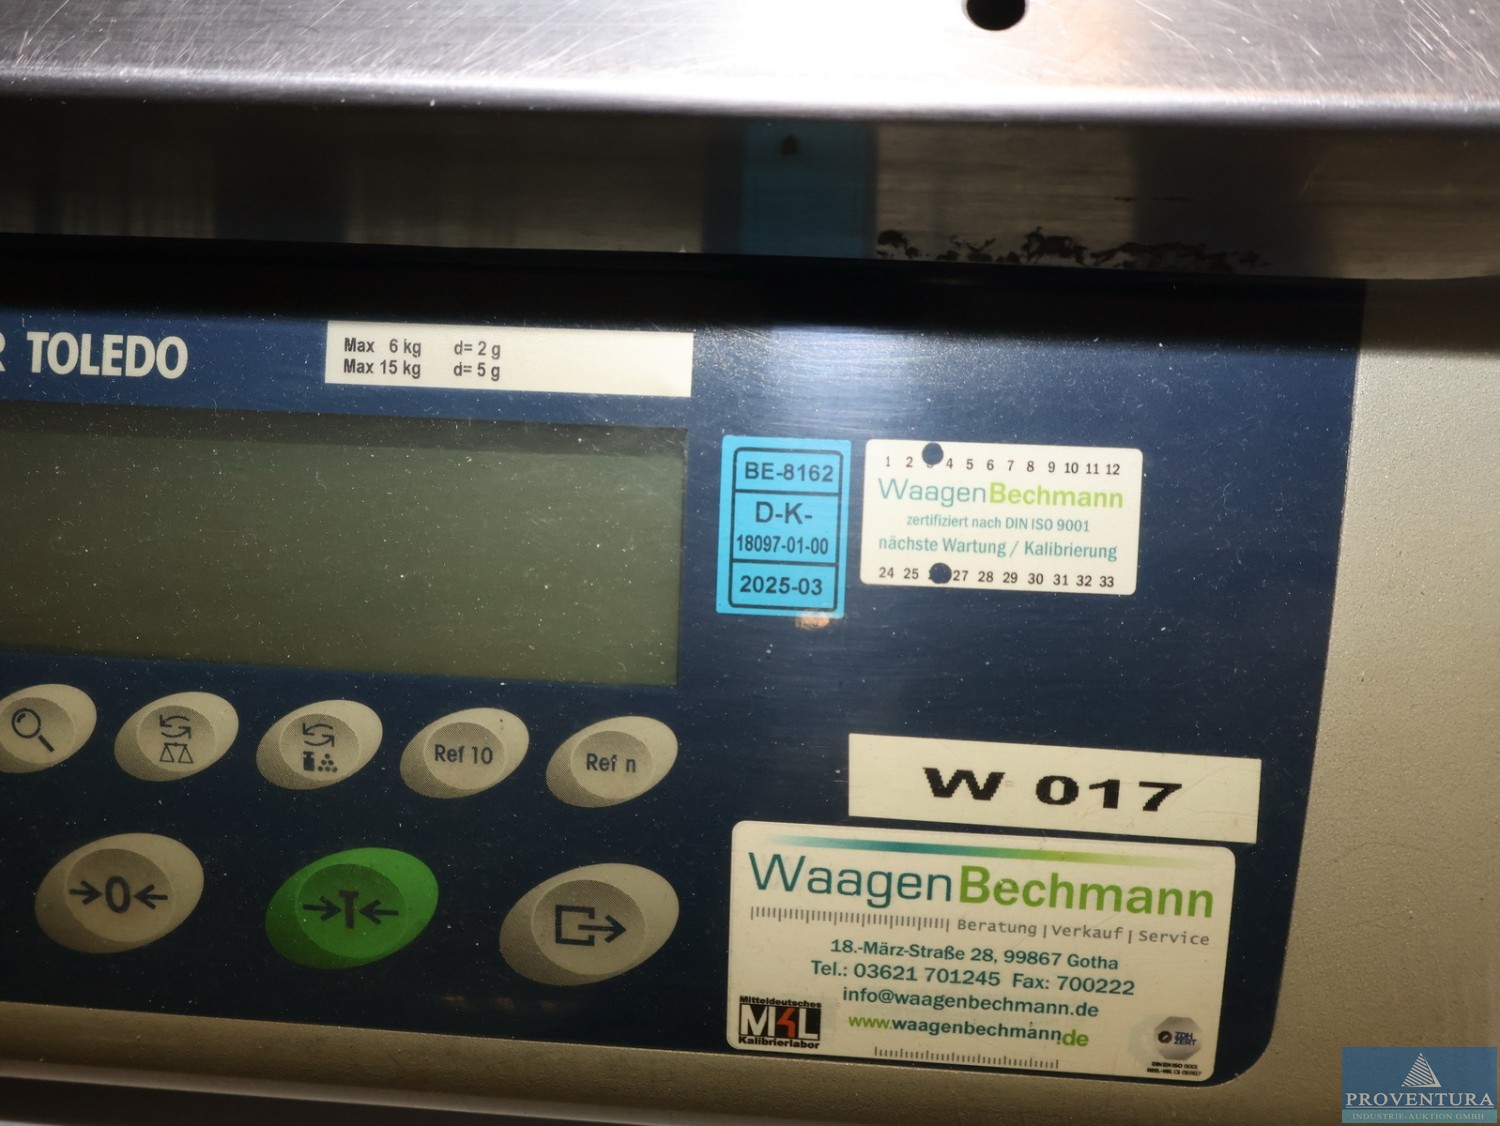 R TOLEDO
Max 6 kg d= 2 g
Max 15 kg d= 5 g
BE-8162
D-K-
18097-01-00
2025-03
1 2 4 5 6 7 8 9 10 11 12
WaagenBechmann
zertifiziert nach DIN ISO 9001
nächste Wartung / Kalibrierung
24 25 27 28 29 30 31 32 33
Ref 10
Ref n
→0←
→T←
W 017
WaagenBechmann
Beratung | Verkauf | Service
18.-März-Straße 28, 99867 Gotha
Tel.: 03621 701245 Fax: 700222
info@waagenbechmann.de
www.waagenbechmann.de
Mitteldeutsches
MKL
Kalibrierlabor
ZDH
ZERT
PROVENTURA
INDUSTRIE-AUKTION GMBH